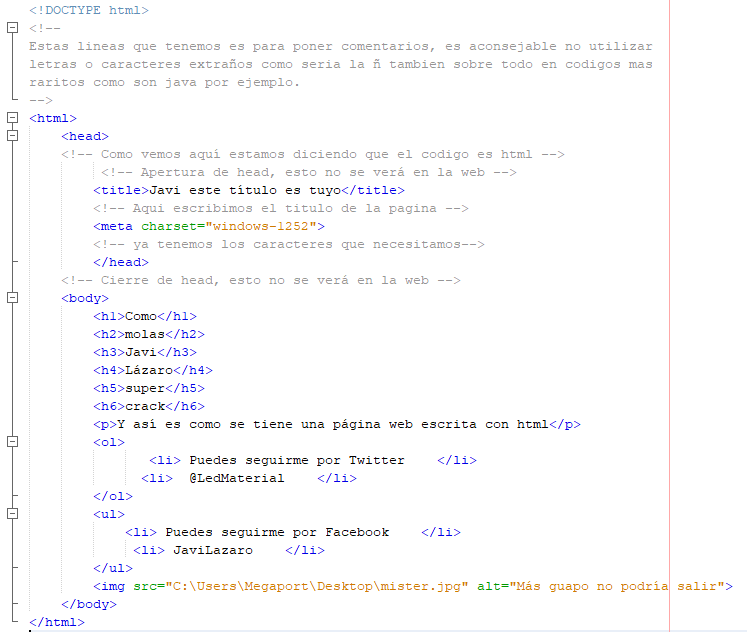 <!DOCTYPE html>
<!--
Estas lineas que tenemos es para poner comentarios, es aconsejable no utilizar
letras o caracteres extraños como seria la ñ tambien sobre todo en codigos mas
raritos como son java por ejemplo.
-->
<html>
<head>
<!-- Como vemos aquí estamos diciendo que el codigo es html -->
<!-- Apertura de head, esto no se verá en la web -->
<title>Javi este título es tuyo</title>
<!-- Aqui escribimos el titulo de la pagina -->
<meta charset="windows-1252">
<!-- ya tenemos los caracteres que necesitamos-->
</head>
<!-- Cierre de head, esto no se verá en la web -->
<body>
<h1>Como</h1>
<h2>molas</h2>
<h3>Javi</h3>
<h4>Lázaro</h4>
<h5>super</h5>
<h6>crack</h6>
<p>Y así es como se tiene una página web escrita con html</p>
<ol>
<li> Puedes seguirme por Twitter    </li>
<li>  @LedMaterial    </li>
</ol>
<ul>
<li> Puedes seguirme por Facebook    </li>
<li> JaviLazaro    </li>
</ul>
<img src="C:\Users\Megaport\Desktop\mister.jpg" alt="Más guapo no podría salir">
</body>
</html>